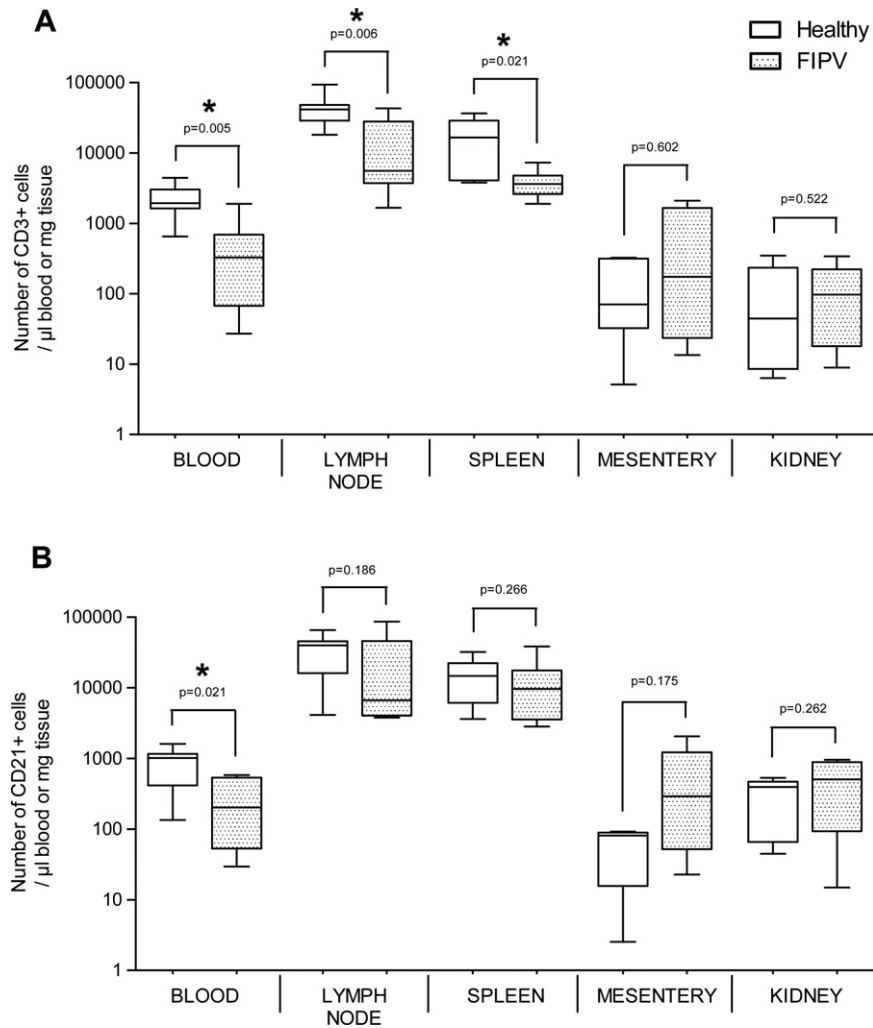 A
Healthy
FIPV
*
p=0.005
*
p=0.006
*
p=0.021
p=0.602
p=0.522
Number of CD3+ cells
/ µl blood or mg tissue
100000
10000
1000
100
10
1
BLOOD
LYMPH
NODE
SPLEEN
MESENTERY
KIDNEY
B
*
p=0.021
p=0.186
p=0.266
p=0.175
p=0.262
Number of CD21+ cells
/ µl blood or mg tissue
100000
10000
1000
100
10
1
BLOOD
LYMPH
NODE
SPLEEN
MESENTERY
KIDNEY